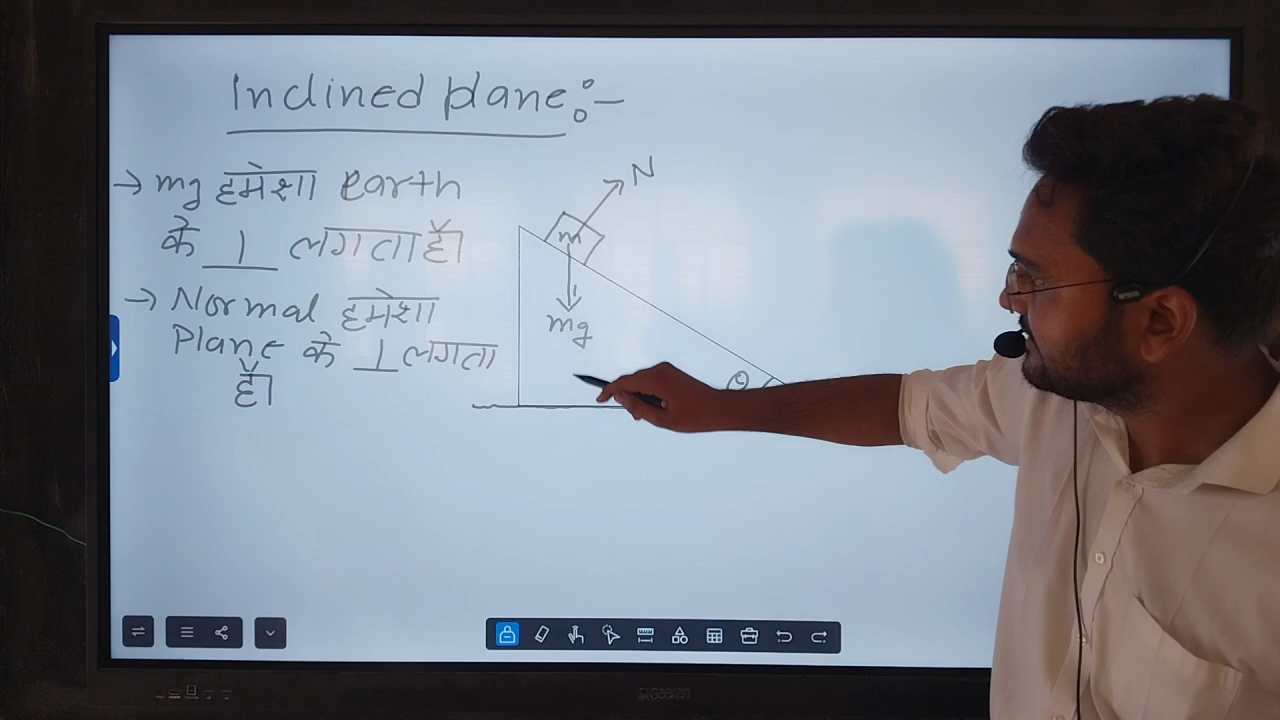 Inclined plane:-
→ mg हमेशा earth
के ⊥ लगता है।
→ Normal हमेशा
Plane के ⊥ लगता
है।
N
m
mg
θ